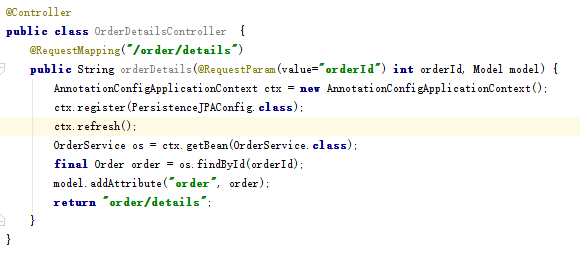 @Controller
public class OrderDetailsController  {
    @RequestMapping("/order/details")
    public String orderDetails(@RequestParam(value="orderId") int orderId, Model model) {
        AnnotationConfigApplicationContext ctx = new AnnotationConfigApplicationContext();
        ctx.register(PersistenceJPAConfig.class);
        ctx.refresh();
        OrderService os = ctx.getBean(OrderService.class);
        final Order order = os.findById(orderId);
        model.addAttribute("order", order);
        return "order/details";
    }
}